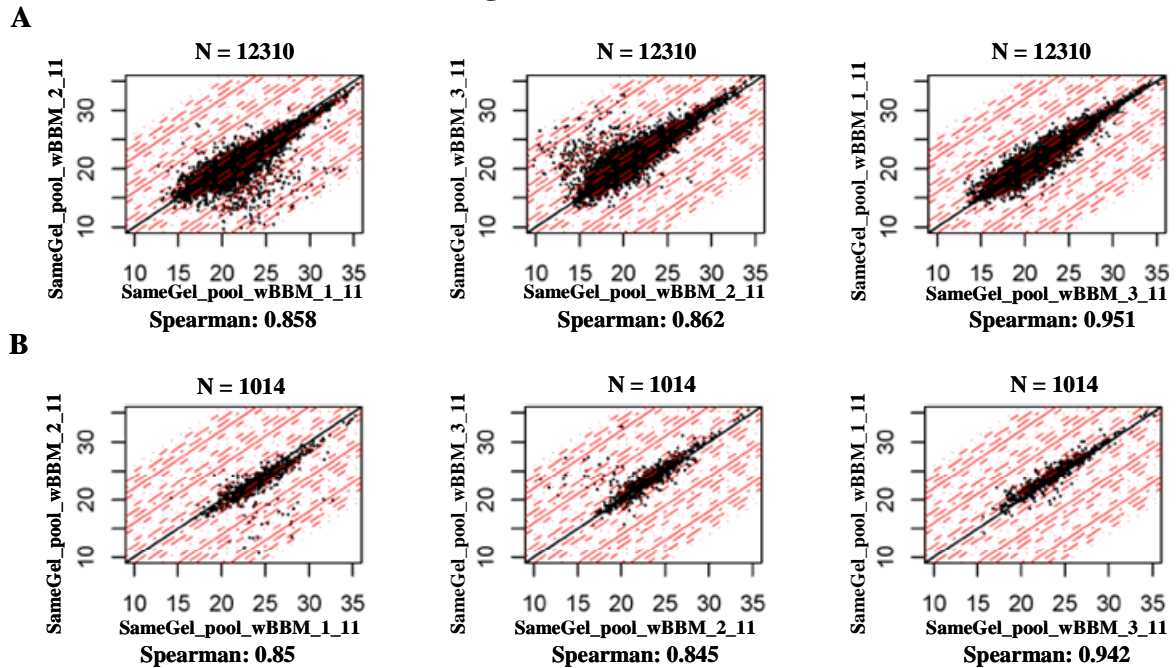 A
N = 12310
N = 12310
N = 12310
SameGel_pool_wBBM_2_11
10 20 30
10 15 20 25 30 35
SameGel_pool_wBBM_1_11
Spearman: 0.858
SameGel_pool_wBBM_3_11
10 20 30
10 15 20 25 30 35
SameGel_pool_wBBM_2_11
Spearman: 0.862
SameGel_pool_wBBM_1_11
10 20 30
10 15 20 25 30 35
SameGel_pool_wBBM_3_11
Spearman: 0.951
B
N = 1014
N = 1014
N = 1014
SameGel_pool_wBBM_2_11
10 20 30
10 15 20 25 30 35
SameGel_pool_wBBM_1_11
Spearman: 0.85
SameGel_pool_wBBM_3_11
10 20 30
10 15 20 25 30 35
SameGel_pool_wBBM_2_11
Spearman: 0.845
SameGel_pool_wBBM_1_11
10 20 30
10 15 20 25 30 35
SameGel_pool_wBBM_3_11
Spearman: 0.942